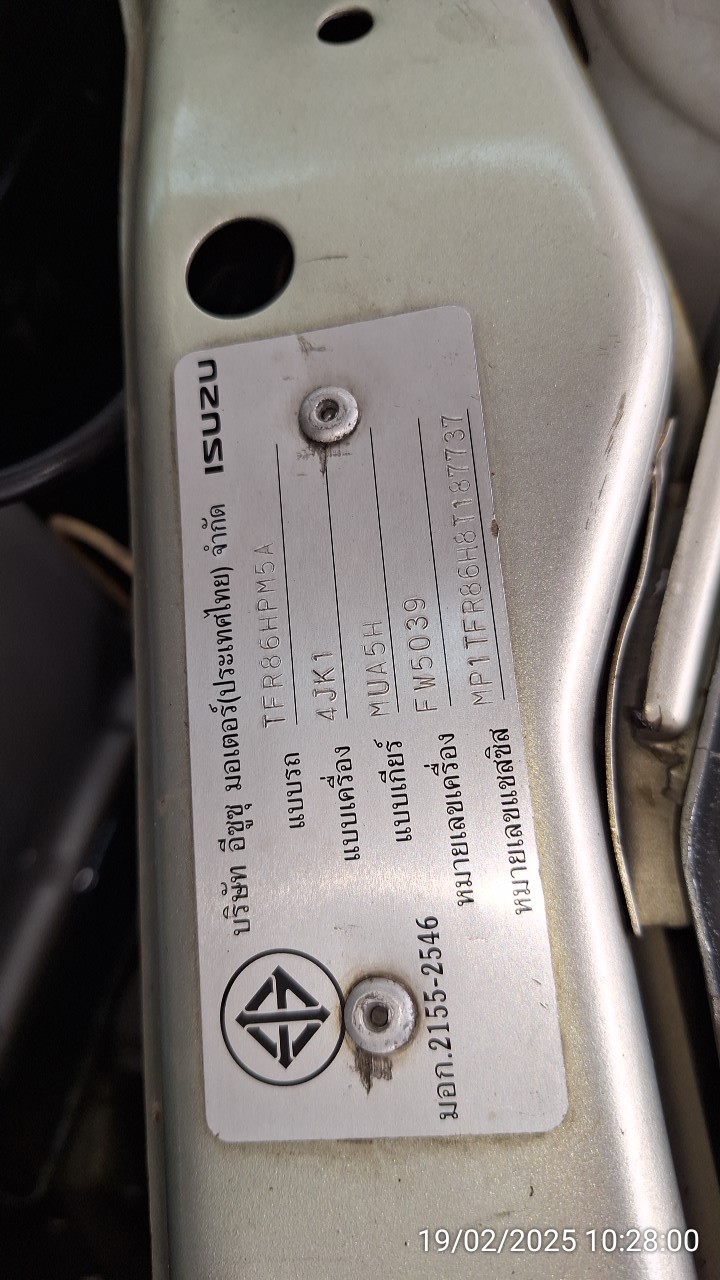 บริษัท อีซูซุ มอเตอร์(ประเทศไทย) จำกัด ISUZU
แบบรถ TFR86HPM5A
แบบเครื่อง 4JK1
แบบเกียร์ MUA5H
หมายเลขเครื่อง FW5039
หมายเลขแชสซิส MP1TFR86H8T187737
มอก.2155-2546
19/02/2025 10:28:00